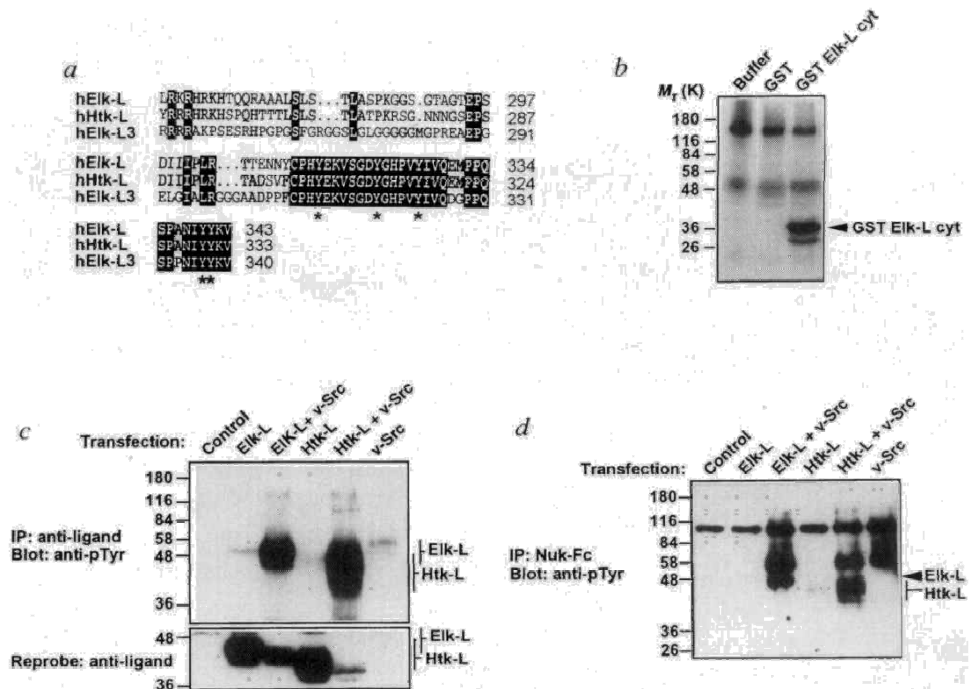 a
hElk-L LRKRHRKHTQQRAAALSLS...TLASPKGGS.GTAGTEPS 297
hHtk-L YRRRHRKHSPQHTTTLSLS...TLATPKRSG.NNNGSEPS 287
hElk-L3 RRRRAKPSESRHPGPGSFGRGGSLGLGGGGGMGPREAEPG 291
hElk-L DIIIPLR...TTENNYCPHYEKVSGDYGHPVYIVQEMPPQ 334
hHtk-L DIIIPLR...TADSVFCPHYEKVSGDYGHPVYIVQEMPPQ 324
hElk-L3 ELGIALRGGGAADPPFCPHYEKVSGDYGHPVYIVQDGPPQ 331
* * *
hElk-L SPANIYYKV 343
hHtk-L SPANIYYKV 333
hElk-L3 SPPNIYYKV 340
**
b
Buffer GST GST Elk-L cyt
Mr (K)
180
116
84
58
48
36
26
GST Elk-L cyt
c
Transfection: Control Elk-L Elk-L + v-Src Htk-L Htk-L + v-Src v-Src
180
116
84
58
48
36
IP: anti-ligand
Blot: anti-pTyr
Elk-L
Htk-L
48
36
Reprobe: anti-ligand
Elk-L
Htk-L
d
Transfection: Control Elk-L Elk-L + v-Src Htk-L Htk-L + v-Src v-Src
180
116
84
58
48
36
26
IP: Nuk-Fc
Blot: anti-pTyr
Elk-L
Htk-L